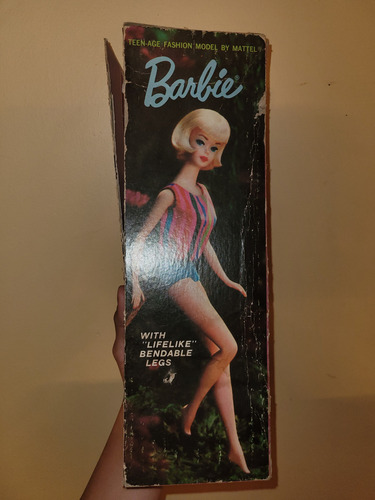 TEEN-AGE FASHION MODEL BY MATTEL
Barbie®
WITH
"LIFELIKE"
BENDABLE
LEGS